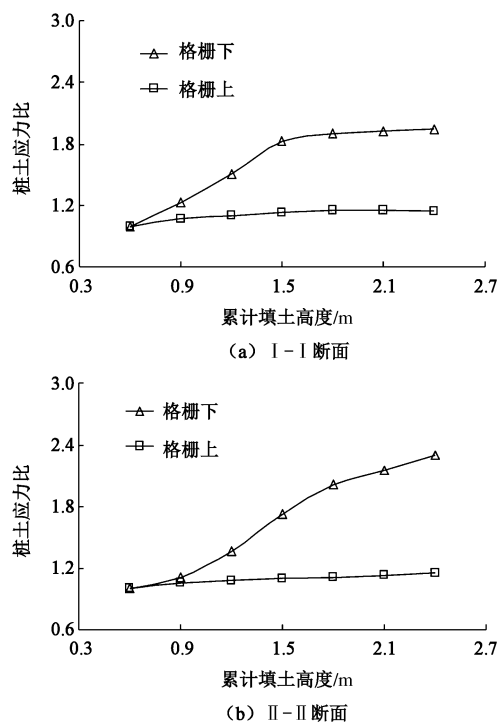 3.0
格栅下
2.4
格栅上
桩土应力比
1.8
1.2
0.6
0.3 0.9 1.5 2.1 2.7
累计填土高度/m
（a）Ⅰ-Ⅰ断面
3.0
格栅下
2.4
格栅上
桩土应力比
1.8
1.2
0.6
0.3 0.9 1.5 2.1 2.7
累计填土高度/m
（b）Ⅱ-Ⅱ断面